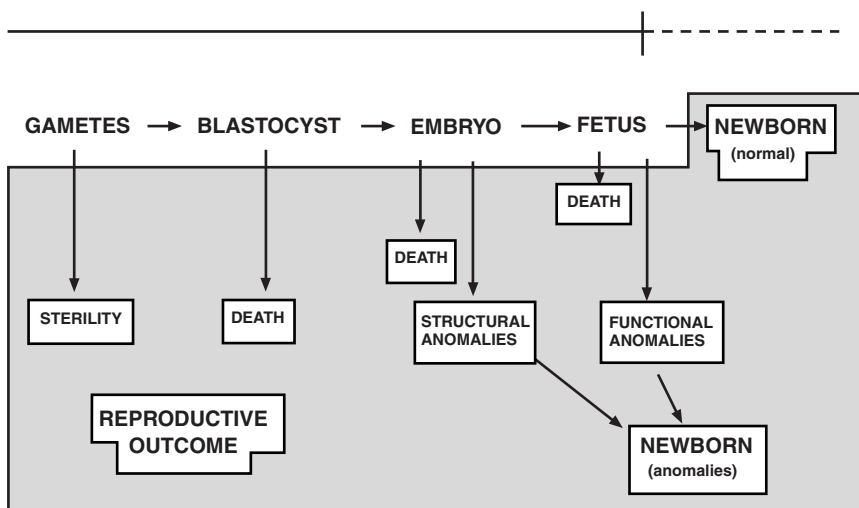 GAMETES
BLASTOCYST
EMBRYO
FETUS
NEWBORN
(normal)
DEATH
DEATH
STERILITY
DEATH
STRUCTURAL
ANOMALIES
FUNCTIONAL
ANOMALIES
REPRODUCTIVE
OUTCOME
NEWBORN
(anomalies)